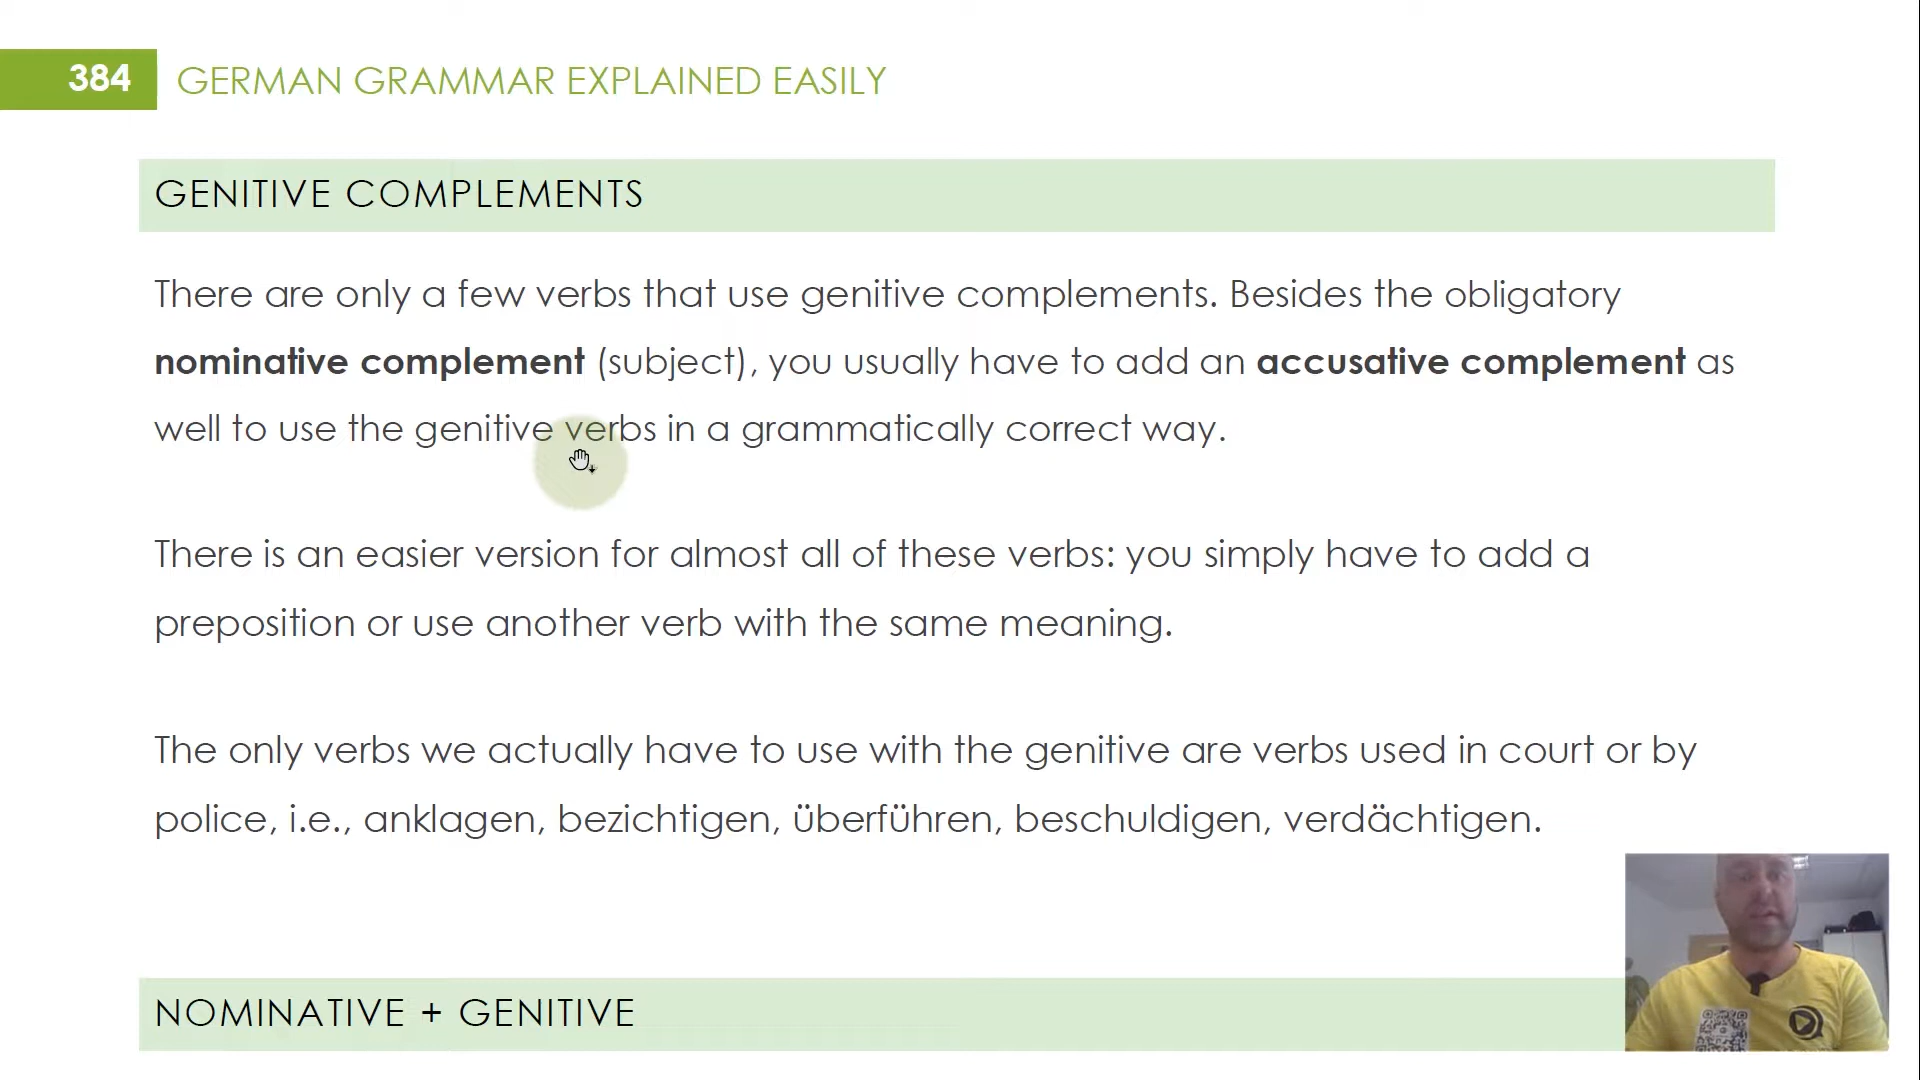 384 GERMAN GRAMMAR EXPLAINED EASILY
GENITIVE COMPLEMENTS
There are only a few verbs that use genitive complements. Besides the obligatory
nominative complement (subject), you usually have to add an accusative complement as
well to use the genitive verbs in a grammatically correct way.
There is an easier version for almost all of these verbs: you simply have to add a
preposition or use another verb with the same meaning.
The only verbs we actually have to use with the genitive are verbs used in court or by
police, i.e., anklagen, bezichtigen, überführen, beschuldigen, verdächtigen.
NOMINATIVE + GENITIVE